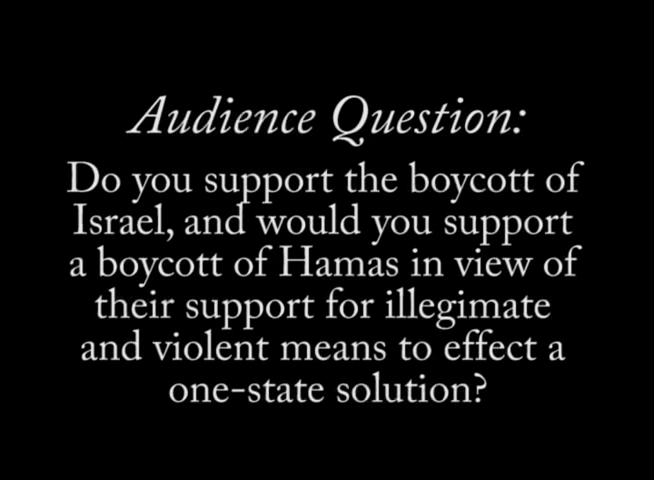 Audience Question:
Do you support the boycott of
Israel, and would you support
a boycott of Hamas in view of
their support for illegimate
and violent means to effect a
one-state solution?